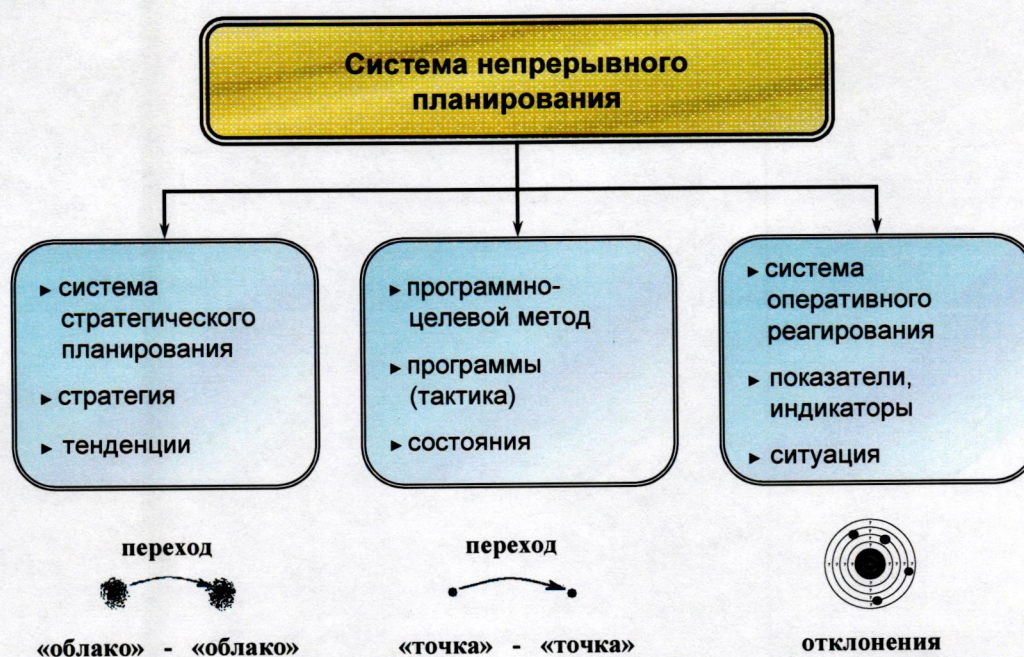 Система непрерывного
планирования
▸ система
стратегического
планирования
▸ стратегия
▸ тенденции
▸ программно-
целевой метод
▸ программы
(тактика)
▸ состояния
▸ система
оперативного
реагирования
▸ показатели,
индикаторы
▸ ситуация
переход
«облако» - «облако»
переход
«точка» - «точка»
отклонения